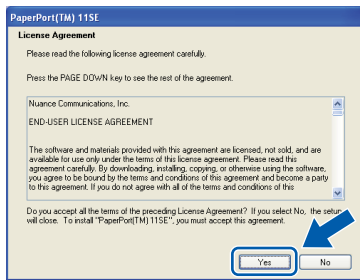 PaperPort(TM) 11SE
License Agreement
Please read the following license agreement carefully.
Press the PAGE DOWN key to see the rest of the agreement.
Nuance Communications, Inc.
END-USER LICENSE AGREEMENT
The software and materials provided with this agreement are licensed, not sold, and are
available for use only under the terms of this license agreement. Please read this
agreement carefully. By downloading, installing, copying, or otherwise using the software,
you agree to be bound by the terms and conditions of this agreement and become a party
to this agreement. If you do not agree with all of the terms and conditions of this
Do you accept all the terms of the preceding License Agreement? If you select No, the setup
will close. To install "PaperPort(TM) 11SE", you must accept this agreement.
Yes
No